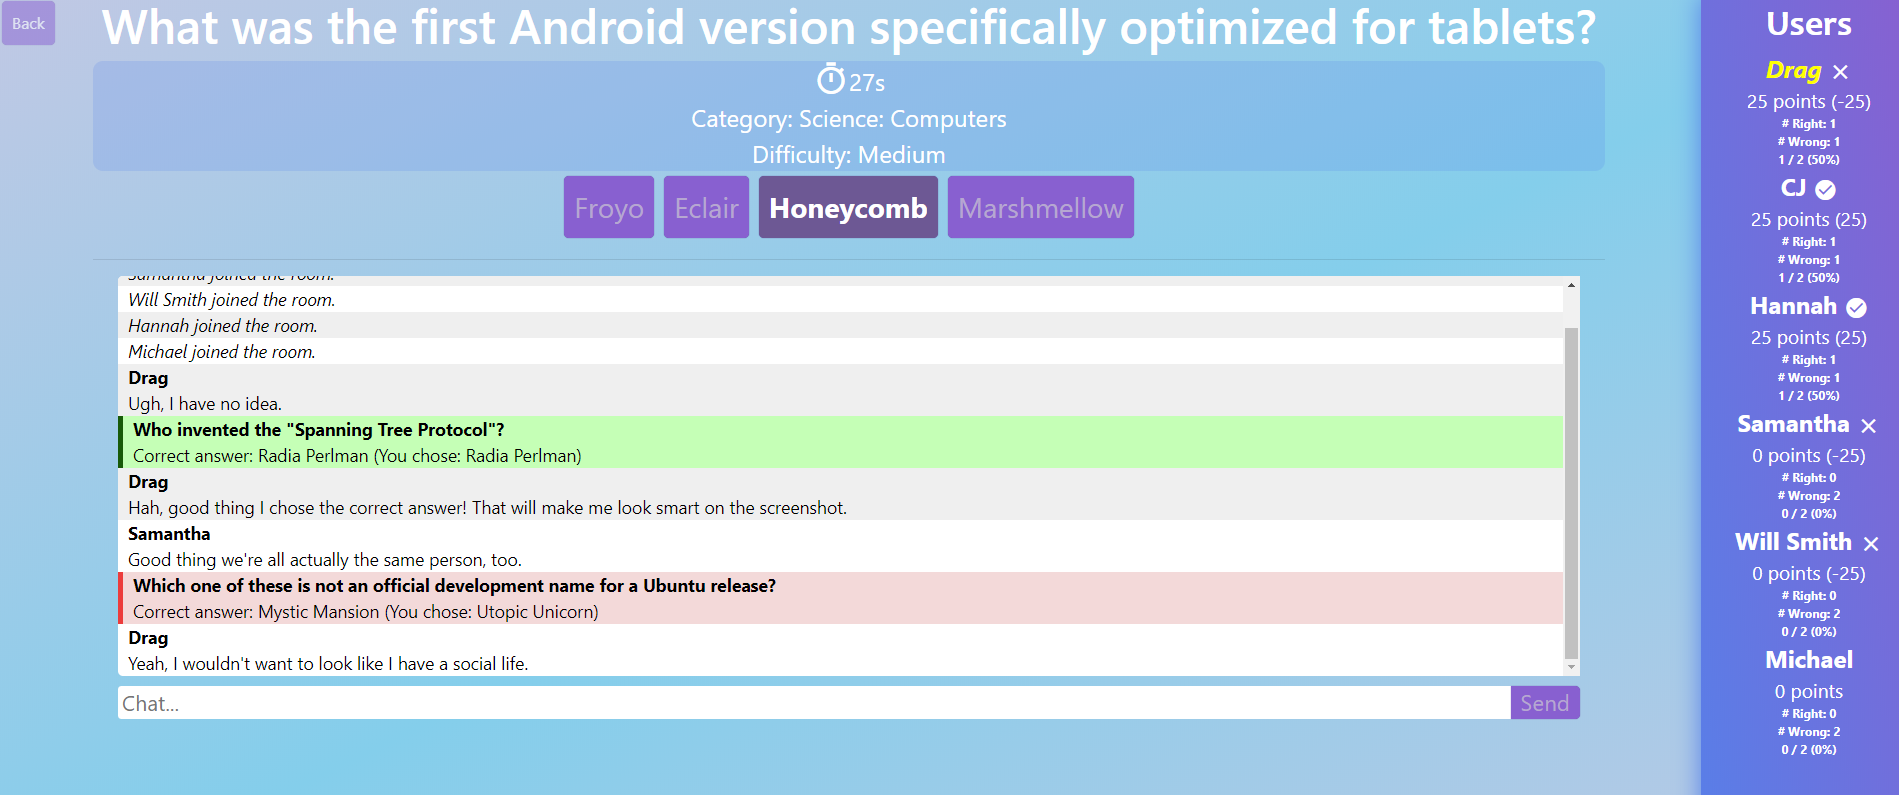 Back
What was the first Android version specifically optimized for tablets?
27s
Category: Science: Computers
Difficulty: Medium
Froyo Eclair Honeycomb Marshmellow
Samantha joined the room.
Will Smith joined the room.
Hannah joined the room.
Michael joined the room.
Drag
Ugh, I have no idea.
Who invented the "Spanning Tree Protocol"?
Correct answer: Radia Perlman (You chose: Radia Perlman)
Drag
Hah, good thing I chose the correct answer! That will make me look smart on the screenshot.
Samantha
Good thing we're all actually the same person, too.
Which one of these is not an official development name for a Ubuntu release?
Correct answer: Mystic Mansion (You chose: Utopic Unicorn)
Drag
Yeah, I wouldn't want to look like I have a social life.
Chat...
Send
Users
Drag
25 points (-25)
# Right: 1
# Wrong: 1
1 / 2 (50%)
CJ
25 points (25)
# Right: 1
# Wrong: 1
1 / 2 (50%)
Hannah
25 points (25)
# Right: 1
# Wrong: 1
1 / 2 (50%)
Samantha
0 points (-25)
# Right: 0
# Wrong: 2
0 / 2 (0%)
Will Smith
0 points (-25)
# Right: 0
# Wrong: 2
0 / 2 (0%)
Michael
0 points
# Right: 0
# Wrong: 2
0 / 2 (0%)